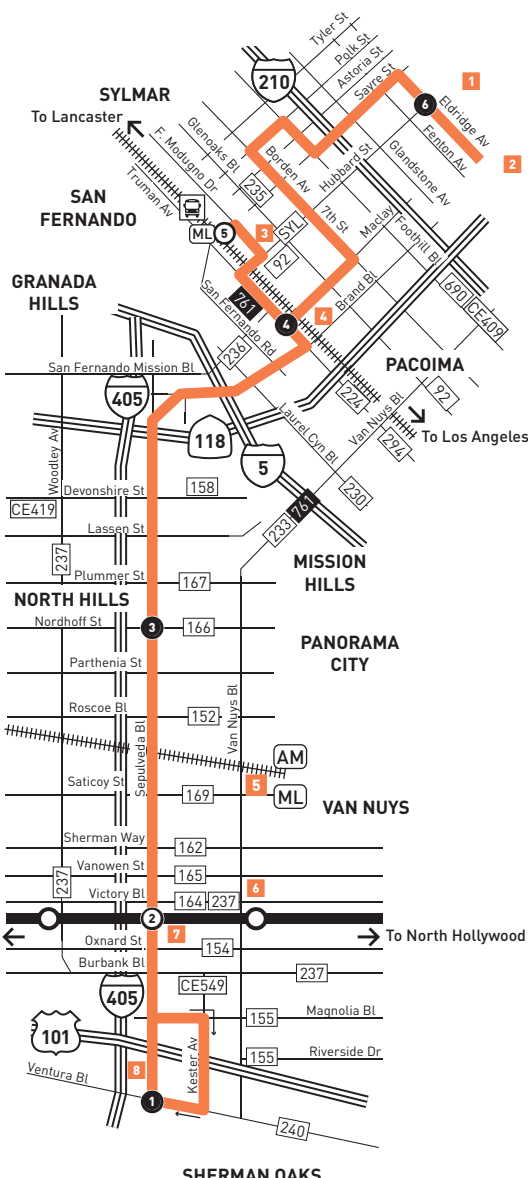 Tyler St
Polk St
Astoria St
Sayre St
210
1
6
Eldridge Av
Fenton Av
2
Glandstone Av
SYLMAR
To Lancaster
F. Modugno Dr
Glenoaks Bl
Truman Av
235
Borden Av
Hubbard St
7th St
Maclay
Foothill Bl
SAN
FERNANDO
ML
5
3
SYL
92
Brand Bl
690
CE409
GRANADA
HILLS
761
San Fernando Rd
4
4
236
PACOIMA
San Fernando Mission Bl
405
118
5
224
92
Van Nuys Bl
To Los Angeles
294
Laurel Cyn Bl
230
Woodley Av
Devonshire St
158
CE419
Lassen St
233
761
237
Plummer St
167
MISSION
HILLS
NORTH HILLS
Nordhoff St
3
166
PANORAMA
CITY
Parthenia St
Roscoe Bl
152
Sepulveda Bl
Van Nuys Bl
AM
Saticoy St
169
5
ML
VAN NUYS
Sherman Way
162
Vanowen St
165
237
Victory Bl
164
237
6
2
7
Oxnard St
154
To North Hollywood
Burbank Bl
237
405
CE549
101
155
Magnolia Bl
155
Riverside Dr
Kester Av
8
Ventura Bl
1
240
SHERMAN OAKS